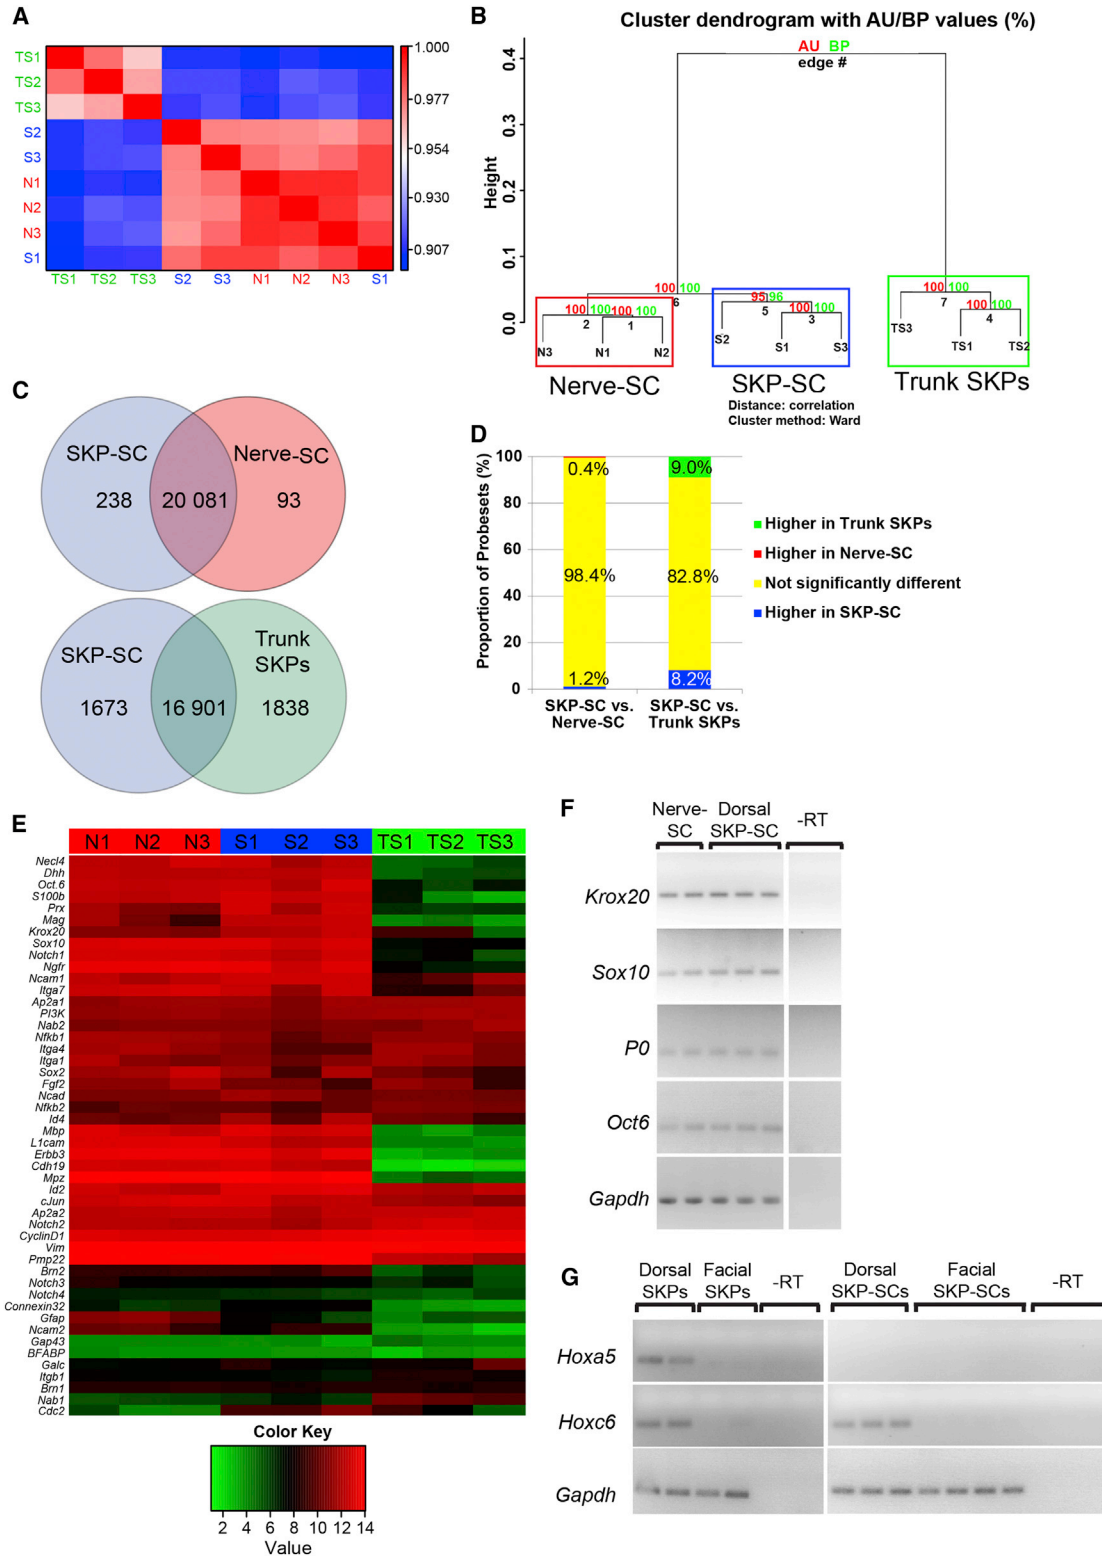 A
TS1
TS2
TS3
S2
S3
N1
N2
N3
S1
TS1 TS2 TS3 S2 S3 N1 N2 N3 S1
1.000
0.977
0.954
0.930
0.907
B
Cluster dendrogram with AU/BP values (%)
AU BP
edge #
Height
0.4
0.3
0.2
0.1
0.0
100 100
6
100 100
2
100 100
1
95 96
5
100 100
3
100 100
7
100 100
4
N3 N1 N2
S2 S1 S3
TS3 TS1 TS2
Nerve-SC
SKP-SC
Trunk SKPs
Distance: correlation
Cluster method: Ward
C
SKP-SC
Nerve-SC
238
20 081
93
SKP-SC
Trunk
SKPs
1673
16 901
1838
D
Proportion of Probesets (%)
100
80
60
40
20
0
0.4%
98.4%
1.2%
9.0%
82.8%
8.2%
SKP-SC vs.
Nerve-SC
SKP-SC vs.
Trunk SKPs
Higher in Trunk SKPs
Higher in Nerve-SC
Not significantly different
Higher in SKP-SC
E
N1 N2 N3 S1 S2 S3 TS1 TS2 TS3
Necl4
Dhh
Oct.6
S100b
Prx
Mag
Krox20
Sox10
Notch1
Ngfr
Ncam1
Itga7
Ap2a1
PI3K
Nab2
Nfkb1
Itga4
Itga1
Sox2
Fgf2
Ncad
Nfkb2
Id4
Mbp
L1cam
Erbb3
Cdh19
Mpz
Id2
cJun
Ap2a2
Notch2
CyclinD1
Vim
Pmp22
Brn2
Notch3
Notch4
Connexin32
Gfap
Ncam2
Gap43
BFABP
Galc
Itgb1
Brn1
Nab1
Cdc2
Color Key
2 4 6 8 10 12 14
Value
F
Nerve-
SC
Dorsal
SKP-SC
-RT
Krox20
Sox10
P0
Oct6
Gapdh
G
Dorsal
SKPs
Facial
SKPs
-RT
Dorsal
SKP-SCs
Facial
SKP-SCs
-RT
Hoxa5
Hoxc6
Gapdh